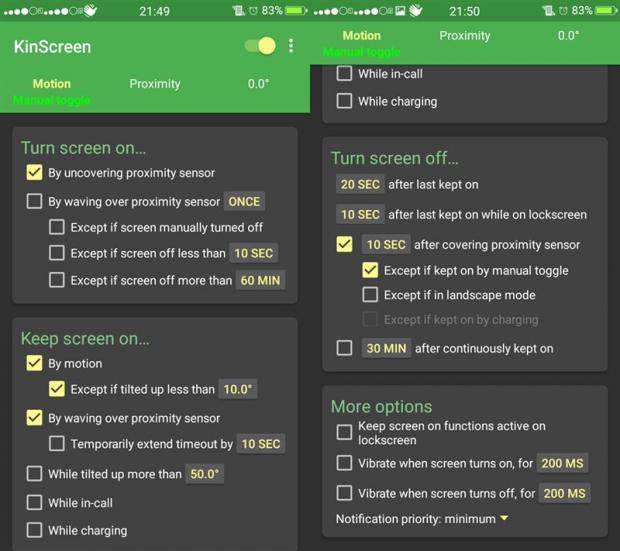 21:49
83%
KinScreen
Motion
Proximity
0.0°
Manual toggle
Turn screen on...
By uncovering proximity sensor
By waving over proximity sensor ONCE
Except if screen manually turned off
Except if screen off less than 10 SEC
Except if screen off more than 60 MIN
Keep screen on...
By motion
Except if tilted up less than 10.0°
By waving over proximity sensor
Temporarily extend timeout by 10 SEC
While tilted up more than 50.0°
While in-call
While charging
21:50
83%
Motion
Proximity
0.0°
Manual toggle
While in-call
While charging
Turn screen off...
20 SEC after last kept on
10 SEC after last kept on while on lockscreen
10 SEC after covering proximity sensor
Except if kept on by manual toggle
Except if in landscape mode
Except if kept on by charging
30 MIN after continuously kept on
More options
Keep screen on functions active on
lockscreen
Vibrate when screen turns on, for 200 MS
Vibrate when screen turns off, for 200 MS
Notification priority: minimum